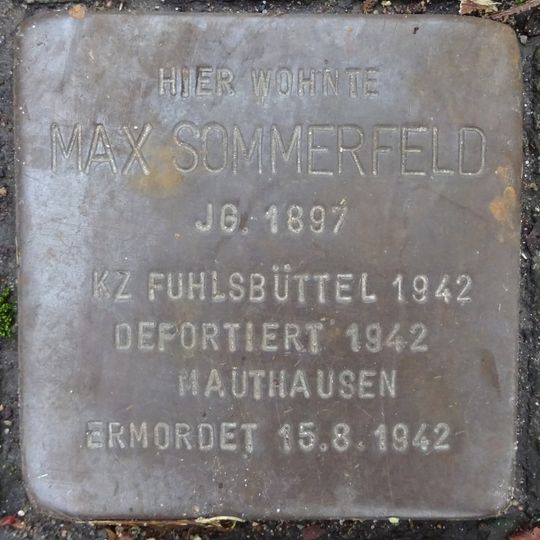 HIER WOHNTE
MAX SOMMERFELD
JG. 1897
KZ FUHLSBÜTTEL 1942
DEPORTIERT 1942
MAUTHAUSEN
ERMORDET 15.8.1942